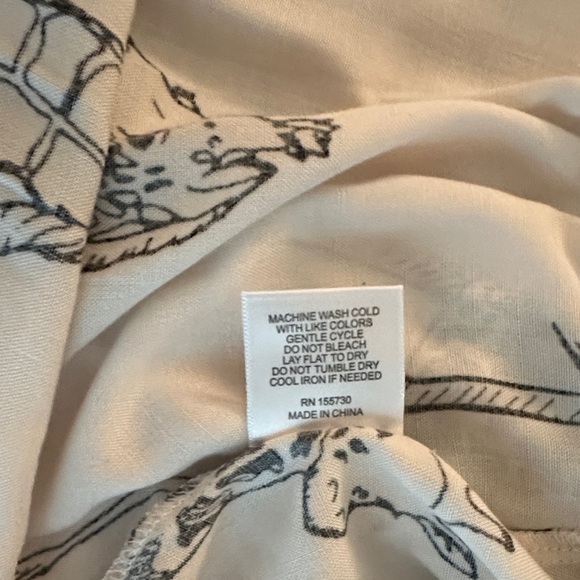 MACHINE WASH COLD
WITH LIKE COLORS
GENTLE CYCLE
DO NOT BLEACH
LAY FLAT TO DRY
DO NOT TUMBLE DRY
COOL IRON IF NEEDED
RN 155730
MADE IN CHINA